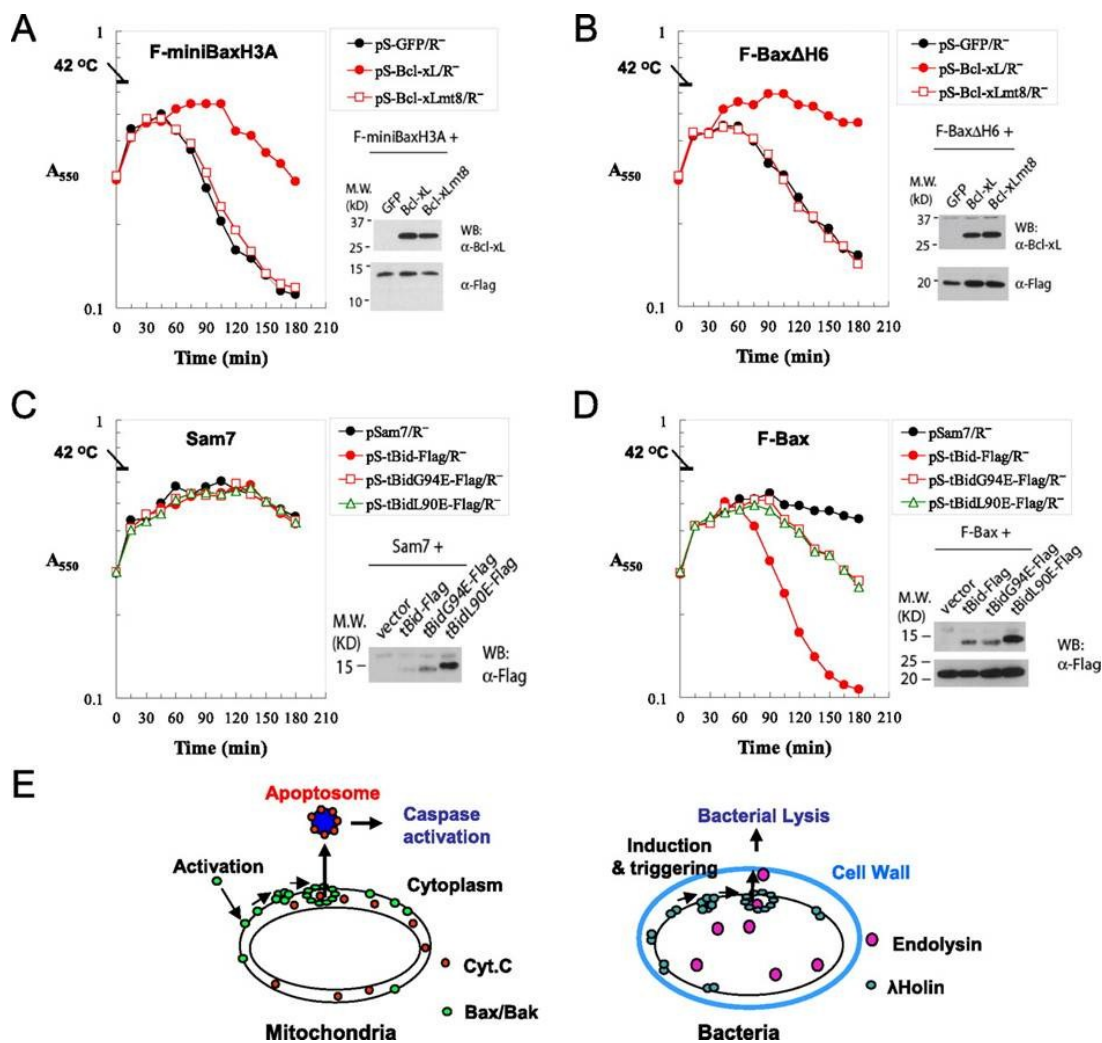 A
F-miniBaxH3A
1
42 °C
A550
0.1
0 30 60 90 120 150 180 210
Time (min)
pS-GFP/R⁻
pS-Bcl-xL/R⁻
pS-Bcl-xLmt8/R⁻
F-miniBaxH3A +
M.W.
(kD)
GFP
Bcl-xL
Bcl-xLmt8
37
25
WB:
α-Bcl-xL
15
10
α-Flag
B
F-BaxΔH6
1
42 °C
A550
0.1
0 30 60 90 120 150 180 210
Time (min)
pS-GFP/R⁻
pS-Bcl-xL/R⁻
pS-Bcl-xLmt8/R⁻
F-BaxΔH6 +
M.W.
(kD)
GFP
Bcl-xL
Bcl-xLmt8
37
25
WB:
α-Bcl-xL
20
α-Flag
C
Sam7
1
42 °C
A550
0.1
0 30 60 90 120 150 180 210
Time (min)
pSam7/R⁻
pS-tBid-Flag/R⁻
pS-tBidG94E-Flag/R⁻
pS-tBidL90E-Flag/R⁻
Sam7 +
M.W.
(KD)
vector
tBid-Flag
tBidG94E-Flag
tBidL90E-Flag
15
WB:
α-Flag
D
F-Bax
1
42 °C
A550
0.1
0 30 60 90 120 150 180 210
Time (min)
pSam7/R⁻
pS-tBid-Flag/R⁻
pS-tBidG94E-Flag/R⁻
pS-tBidL90E-Flag/R⁻
F-Bax +
M.W.
(KD)
vector
tBid-Flag
tBidG94E-Flag
tBidL90E-Flag
15
25
20
WB:
α-Flag
E
Apoptosome
Caspase
activation
Activation
Cytoplasm
Cyt.C
Bax/Bak
Mitochondria
Bacterial Lysis
Induction
& triggering
Cell Wall
Endolysin
λHolin
Bacteria